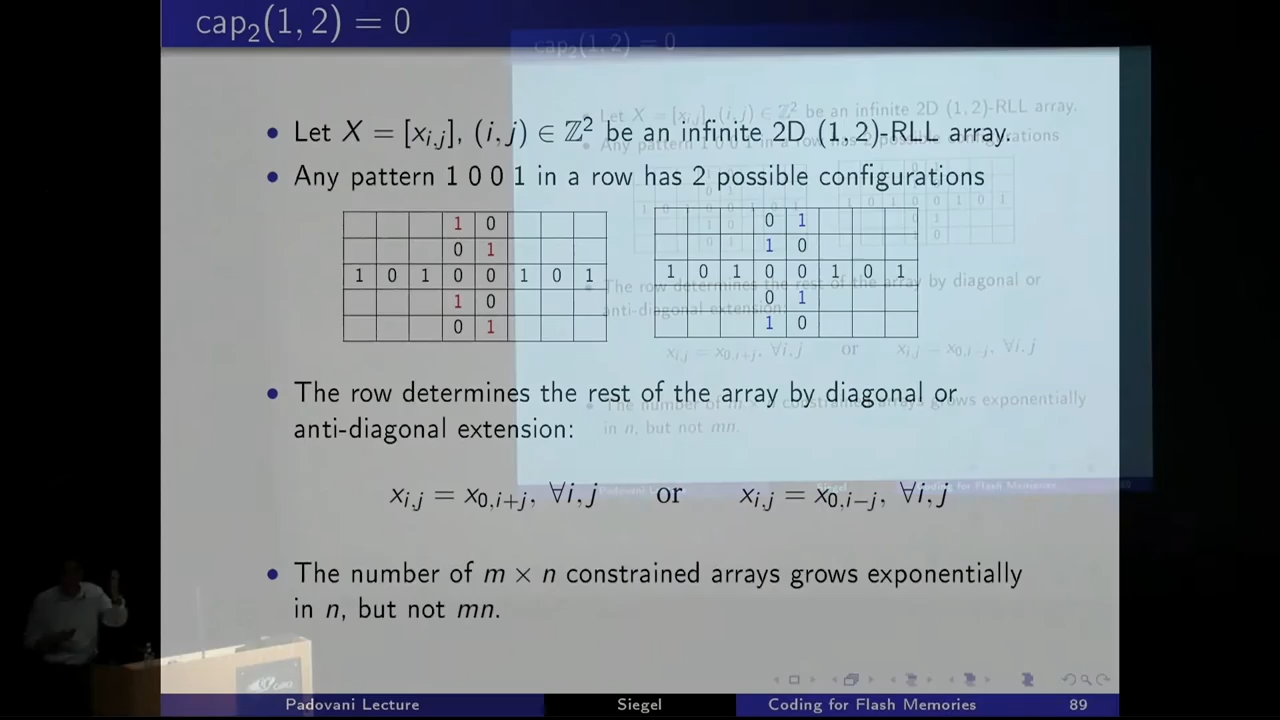 cap₂(1, 2) = 0
• Let X = [xᵢ,ⱼ], (i, j) ∈ ℤ² be an infinite 2D (1, 2)-RLL array.
• Any pattern 1 0 0 1 in a row has 2 possible configurations
1 0
0 1
1 0 1 0 0 1 0 1
1 0
0 1
0 1
1 0
1 0 1 0 0 1 0 1
0 1
1 0
• The row determines the rest of the array by diagonal or
anti-diagonal extension:
xᵢ,ⱼ = x₀,ᵢ₊ⱼ, ∀i, j or xᵢ,ⱼ = x₀,ᵢ₋ⱼ, ∀i, j
• The number of m × n constrained arrays grows exponentially
in n, but not mn.
Padovani Lecture Siegel Coding for Flash Memories 89